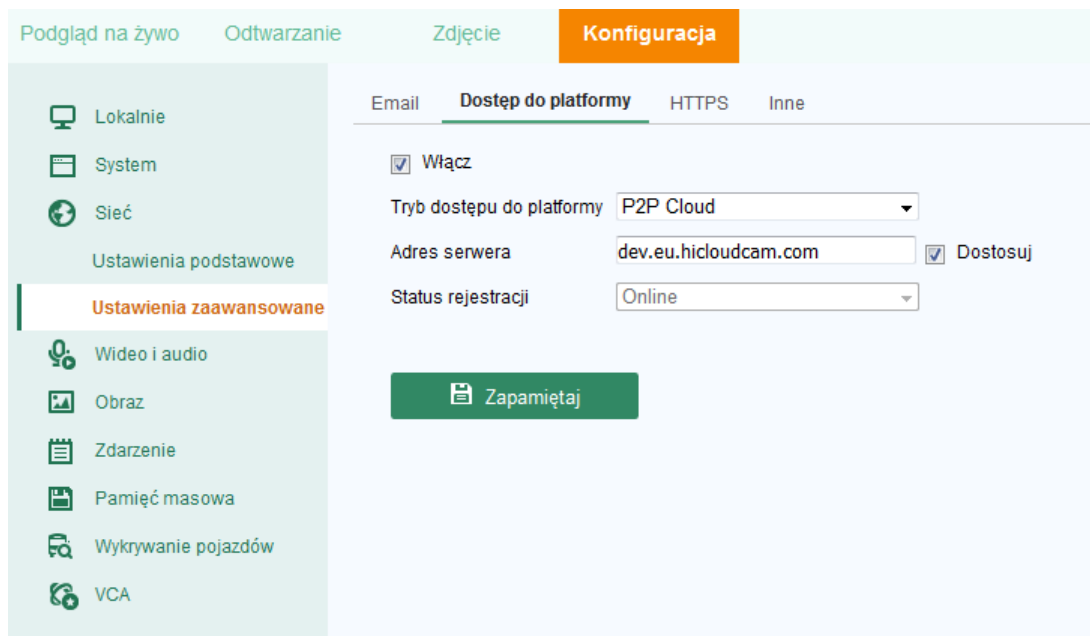 Podgląd na żywo Odtwarzanie Zdjęcie Konfiguracja
Lokalnie
System
Sieć
Ustawienia podstawowe
Ustawienia zaawansowane
Wideo i audio
Obraz
Zdarzenie
Pamięć masowa
Wykrywanie pojazdów
VCA
Email Dostęp do platformy HTTPS Inne
Włącz
Tryb dostępu do platformy P2P Cloud
Adres serwera dev.eu.hicloudcam.com Dostosuj
Status rejestracji Online
Zapamiętaj